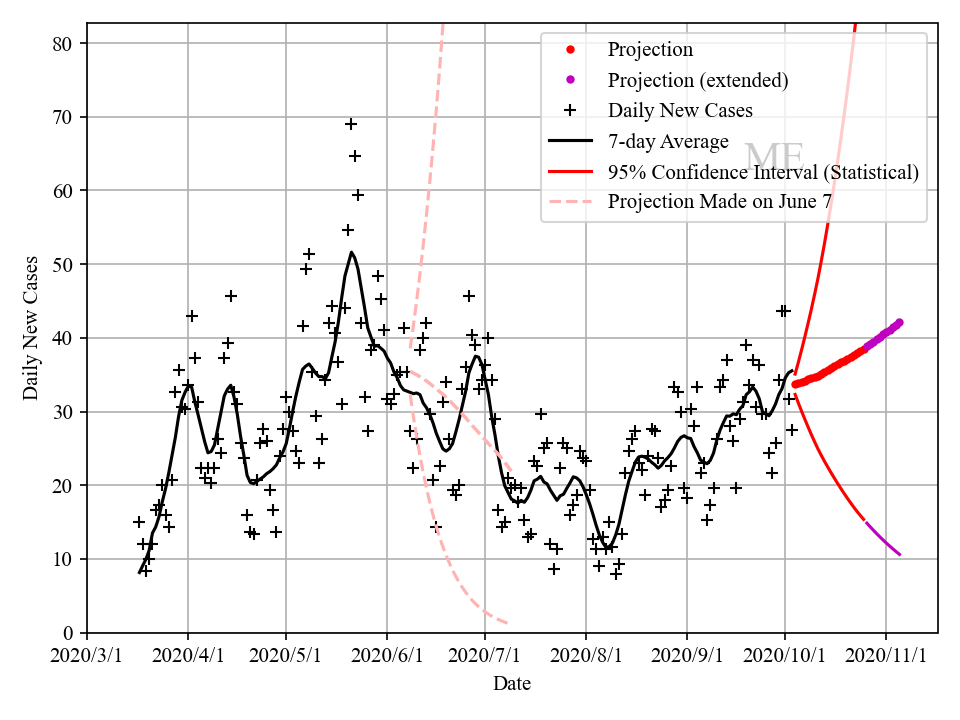 80
70
60
50
40
30
20
10
0
Daily New Cases
Projection
Projection (extended)
Daily New Cases
7-day Average
ME
95% Confidence Interval (Statistical)
Projection Made on June 7
2020/3/1 2020/4/1 2020/5/1 2020/6/1 2020/7/1 2020/8/1 2020/9/1 2020/10/1 2020/11/1
Date